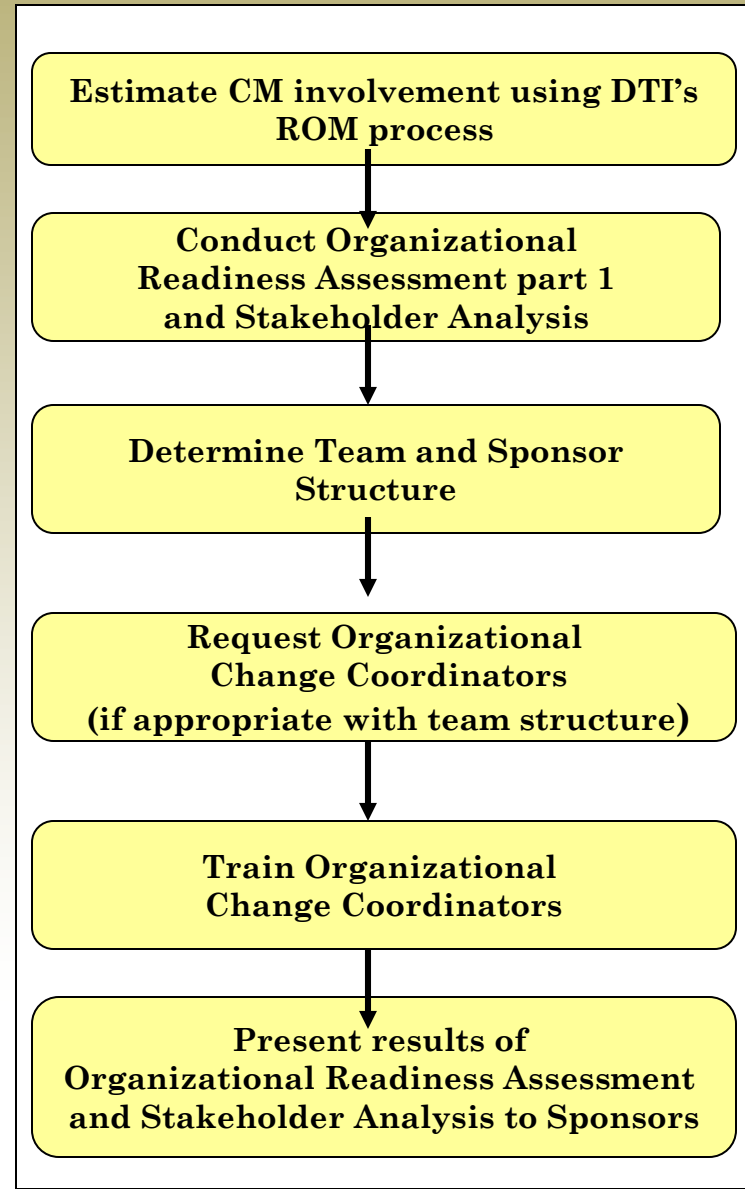 Estimate CM involvement using DTI’s
ROM process
Conduct Organizational
Readiness Assessment part 1
and Stakeholder Analysis
Determine Team and Sponsor
Structure
Request Organizational
Change Coordinators
(if appropriate with team structure)
Train Organizational
Change Coordinators
Present results of
Organizational Readiness Assessment
and Stakeholder Analysis to Sponsors